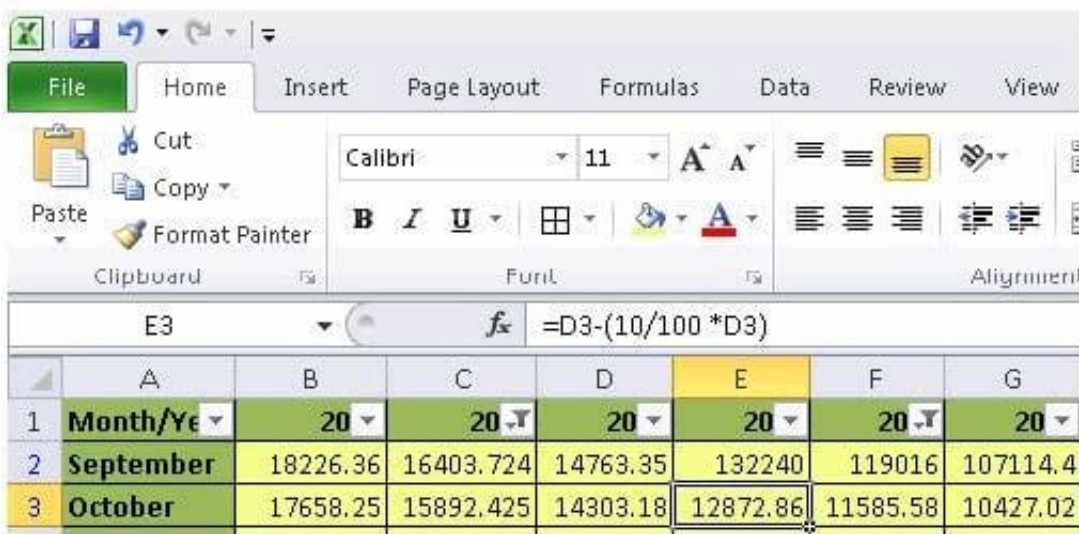 File Home Insert Page Layout Formulas Data Review View
Cut
Calibri 11 A A
Copy
Paste
B I U A
Format Painter
Clipboard Font Alignment
E3 fx =D3-(10/100 *D3)
A B C D E F G
1 Month/Ye 20 20 20 20 20 20
2 September 18226.36 16403.724 14763.35 132240 119016 107114.4
3 October 17658.25 15892.425 14303.18 12872.86 11585.58 10427.02